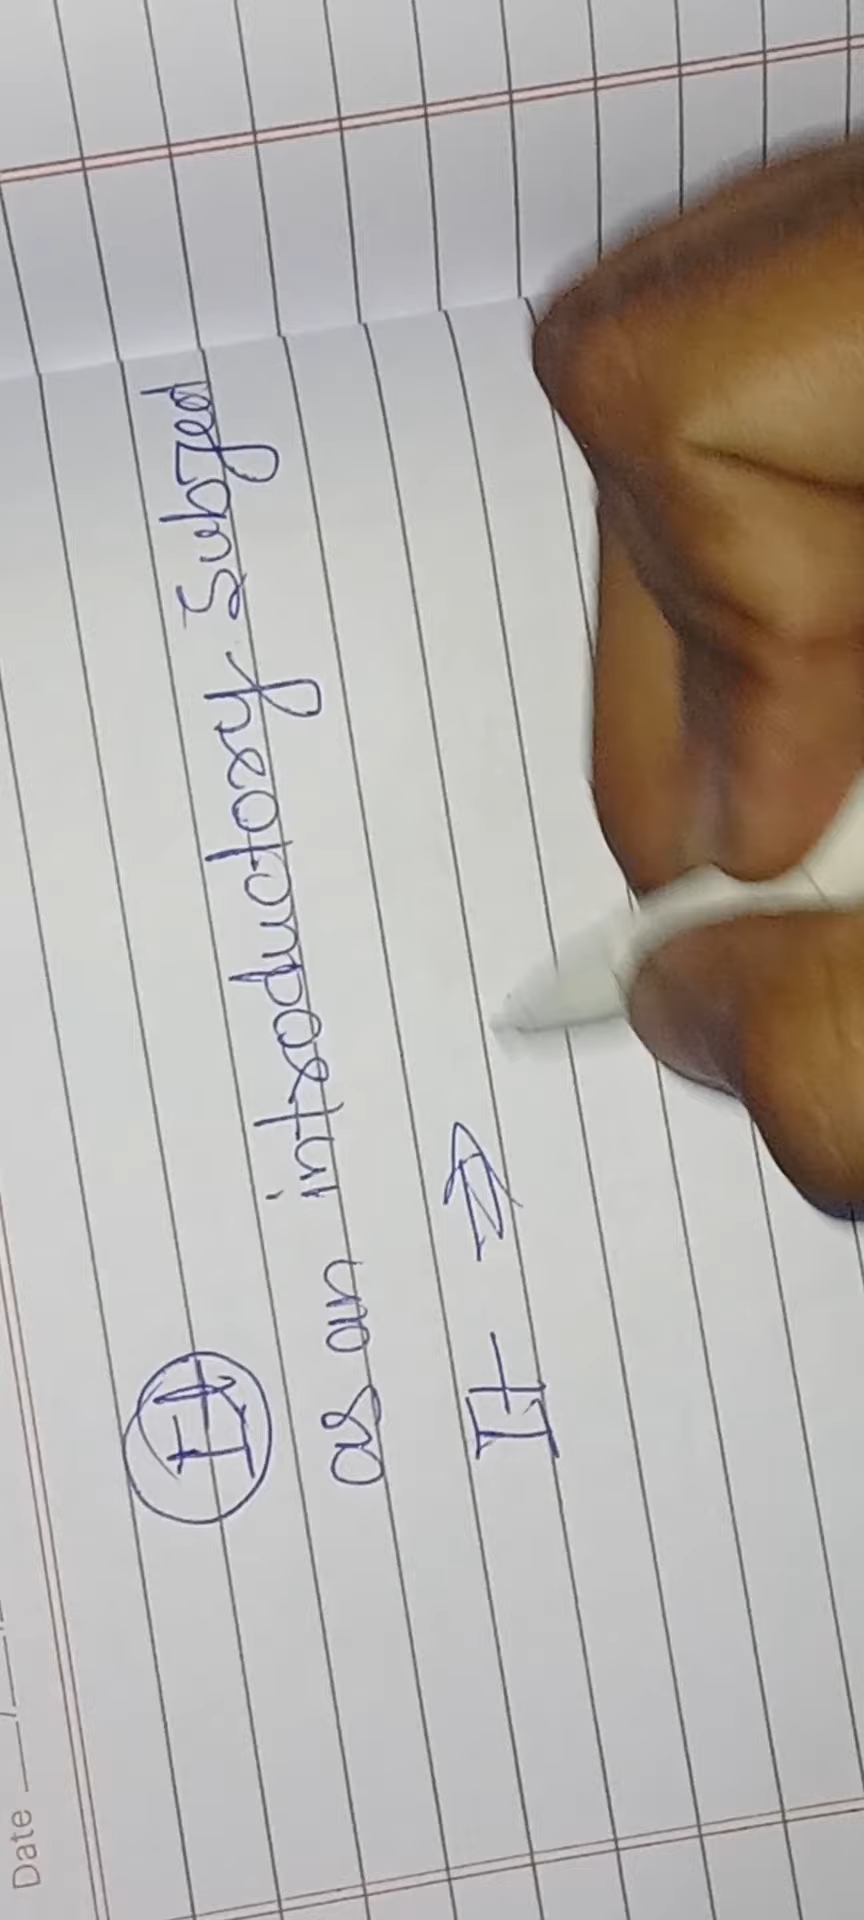 Date
It
as an introductory Subject
It ⇒